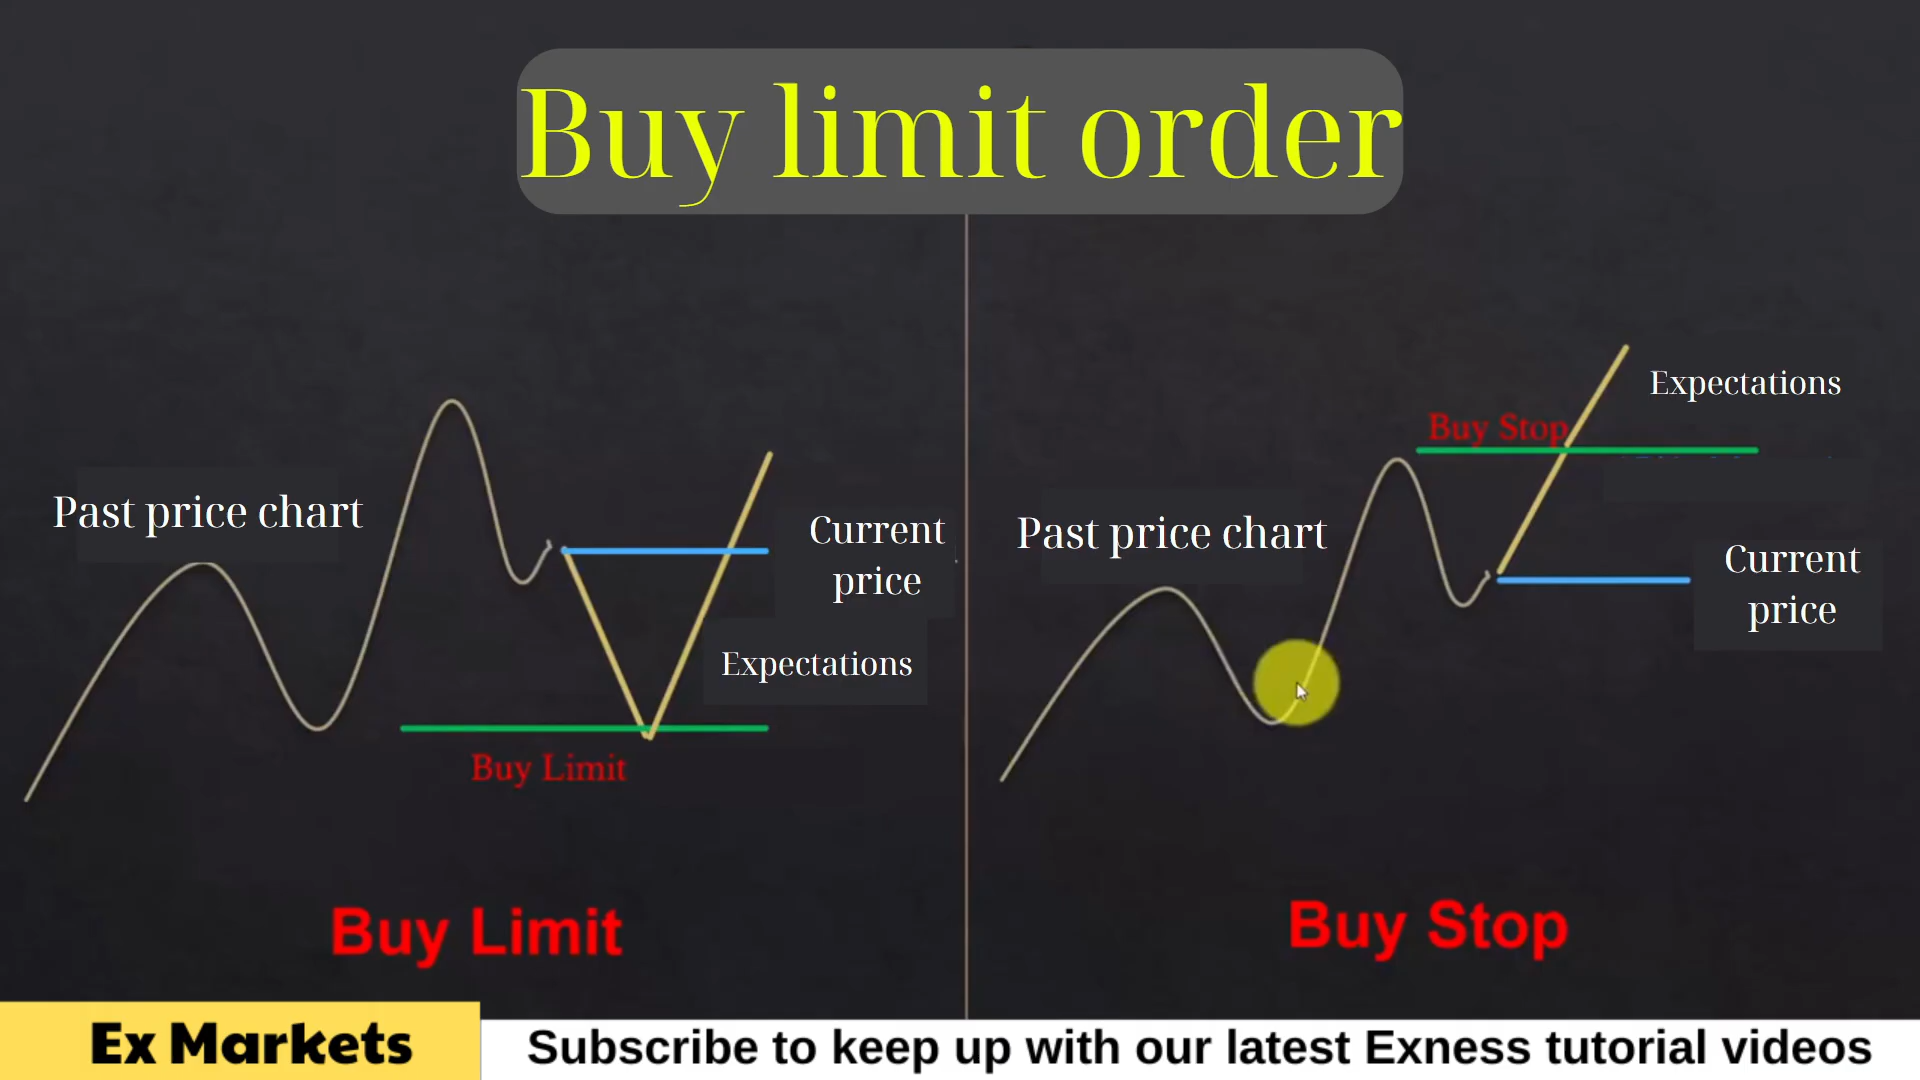 Buy limit order
Past price chart
Current
price
Expectations
Buy Limit
Buy Limit
Expectations
Buy Stop
Past price chart
Current
price
Buy Stop
Ex Markets
Subscribe to keep up with our latest Exness tutorial videos